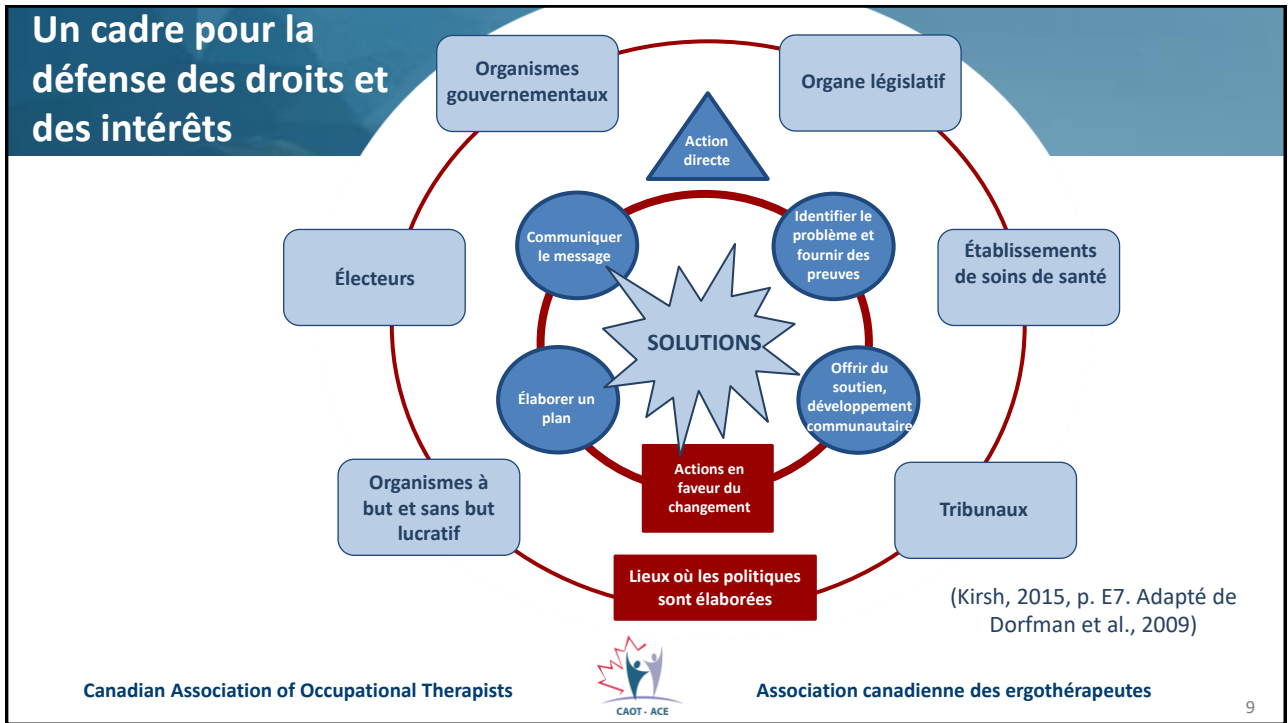 Un cadre pour la
défense des droits et
des intérêts
Organismes
gouvernementaux
Organe législatif
Action
directe
Communiquer
le message
Identifier le
problème et
fournir des
preuves
Électeurs
Établissements
de soins de santé
SOLUTIONS
Élaborer un
plan
Offrir du
soutien,
développement
communautaire
Actions en
faveur du
changement
Organismes à
but et sans but
lucratif
Tribunaux
Lieux où les politiques
sont élaborées
(Kirsh, 2015, p. E7. Adapté de
Dorfman et al., 2009)
Canadian Association of Occupational Therapists
CAOT - ACE
Association canadienne des ergothérapeutes
9